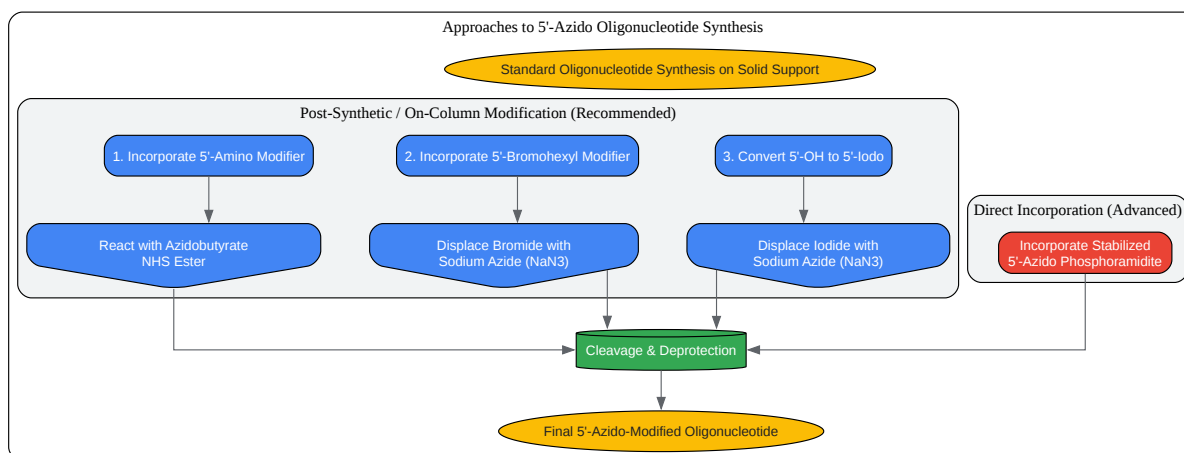 Approaches to 5'-Azido Oligonucleotide Synthesis
Standard Oligonucleotide Synthesis on Solid Support
Post-Synthetic / On-Column Modification (Recommended)
1. Incorporate 5'-Amino Modifier
2. Incorporate 5'-Bromohexyl Modifier
3. Convert 5'-OH to 5'-Iodo
React with Azidobutyrate
NHS Ester
Displace Bromide with
Sodium Azide (NaN3)
Displace Iodide with
Sodium Azide (NaN3)
Direct Incorporation (Advanced)
Incorporate Stabilized
5'-Azido Phosphoramidite
Cleavage & Deprotection
Final 5'-Azido-Modified Oligonucleotide